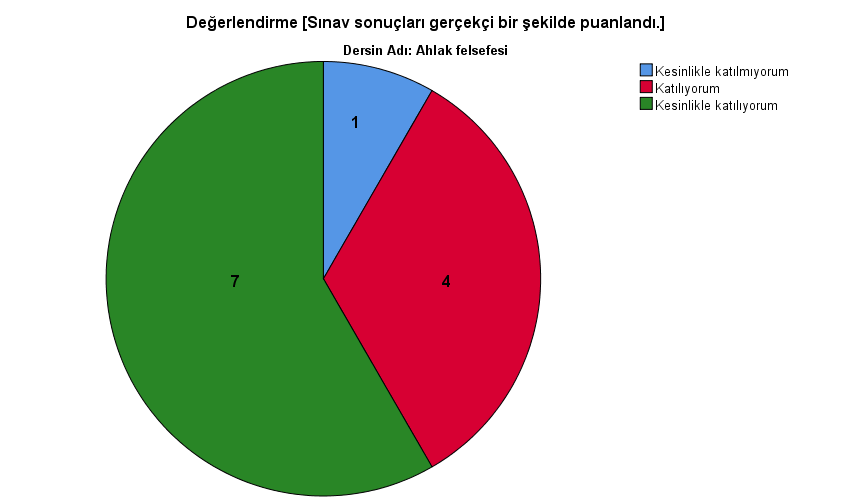 Değerlendirme [Sınav sonuçları gerçekçi bir şekilde puanlandı.]
Dersin Adı: Ahlak felsefesi
Kesinlikle katılmıyorum
Katılıyorum
Kesinlikle katılıyorum
1
7
4